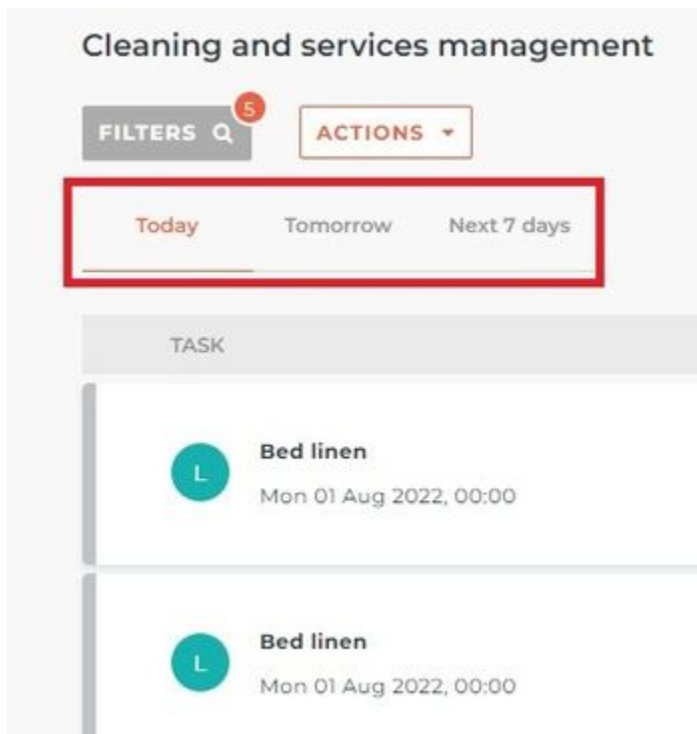 Cleaning and services management
5
FILTERS ACTIONS
Today Tomorrow Next 7 days
TASK
L
Bed linen
Mon 01 Aug 2022, 00:00
L
Bed linen
Mon 01 Aug 2022, 00:00